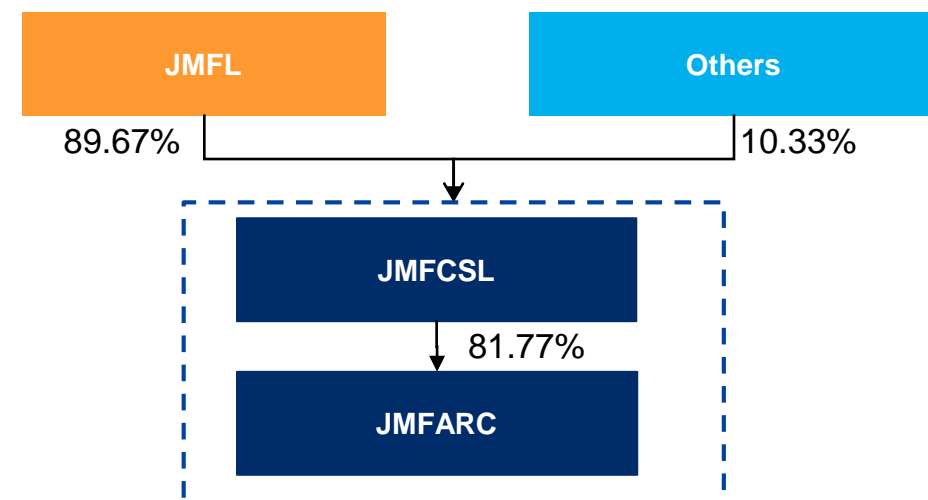 JMFL
Others
89.67%
10.33%
JMFCSL
81.77%
JMFARC